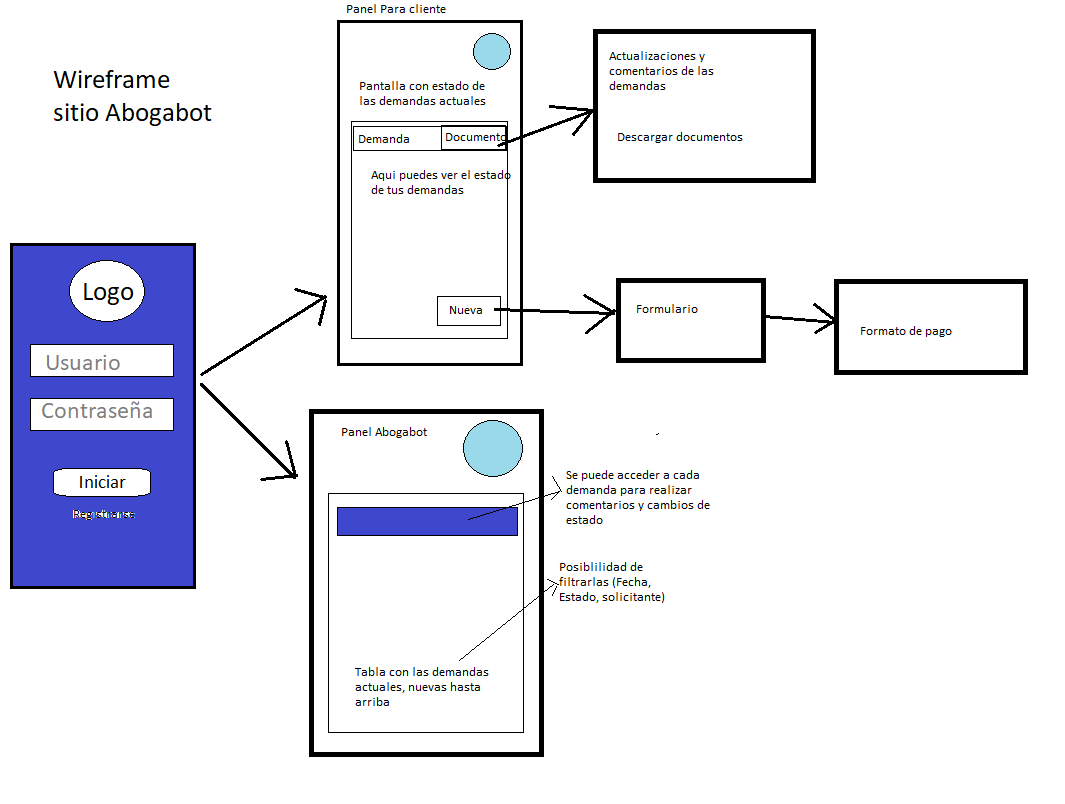 Wireframe
sitio Abogabot
Logo
Usuario
Contraseña
Iniciar
Registrarse
Panel Para cliente
Pantalla con estado de
las demandas actuales
Demanda
Documento
Aqui puedes ver el estado
de tus demandas
Nueva
Actualizaciones y
comentarios de las
demandas
Descargar documentos
Formulario
Formato de pago
Panel Abogabot
Tabla con las demandas
actuales, nuevas hasta
arriba
Se puede acceder a cada
demanda para realizar
comentarios y cambios de
estado
Posiblilidad de
filtrarlas (Fecha,
Estado, solicitante)